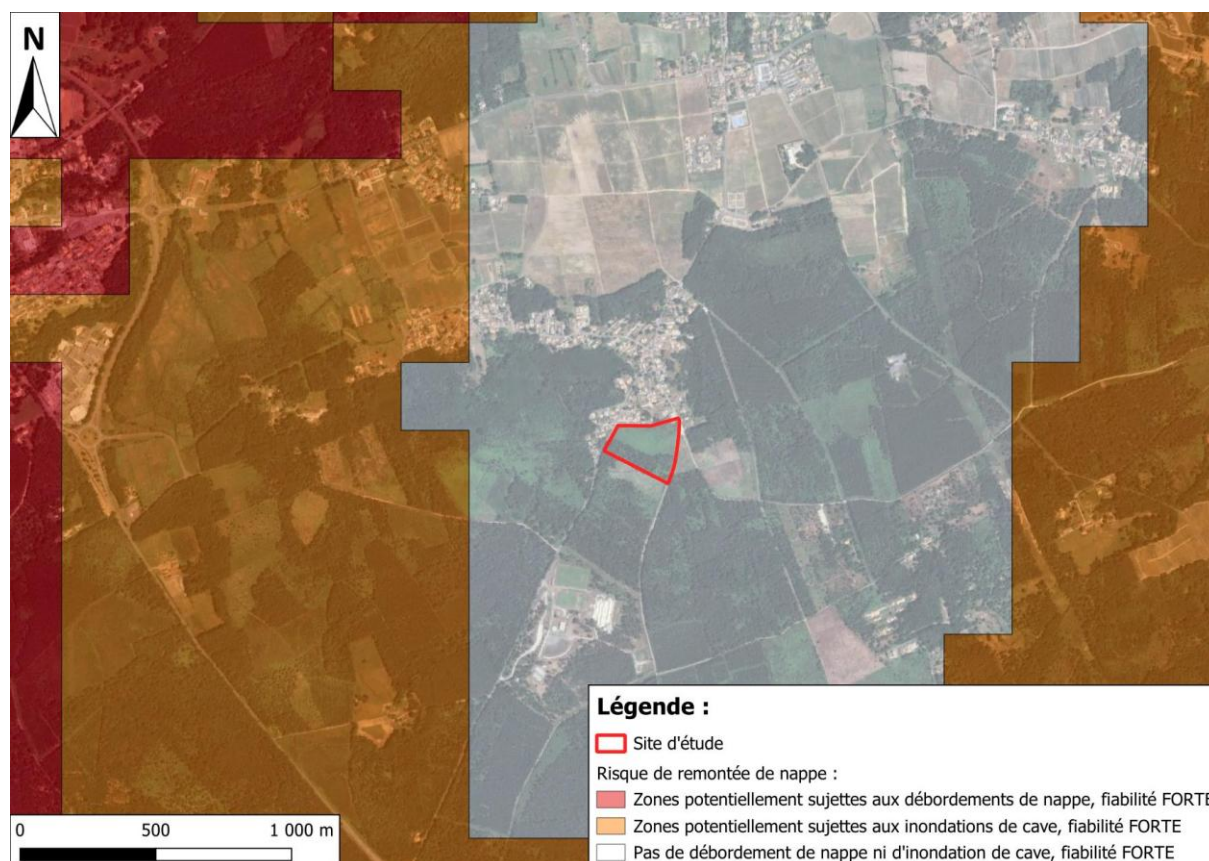 N
Légende :
Site d'étude
Risque de remontée de nappe :
Zones potentiellement sujettes aux débordements de nappe, fiabilité FORTE
Zones potentiellement sujettes aux inondations de cave, fiabilité FORTE
Pas de débordement de nappe ni d'inondation de cave, fiabilité FORTE
0 500 1 000 m